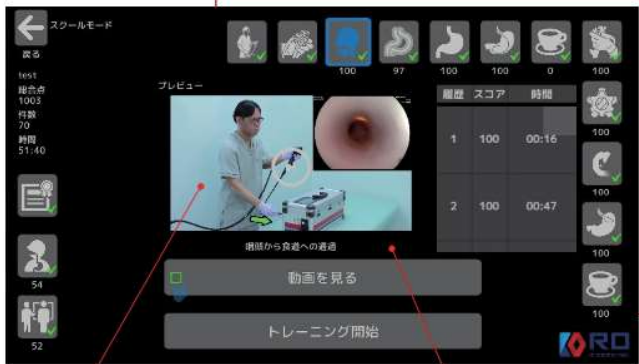 戻る
スクールモード
test
総合点
1003
件数
70
時間
51:40
54
52
100
97
100
100
0
100
100
100
100
100
プレビュー
咽頭から食道への通過
履歴 スコア 時間
1 100 00:16
2 100 00:47
動画を見る
トレーニング開始
RO